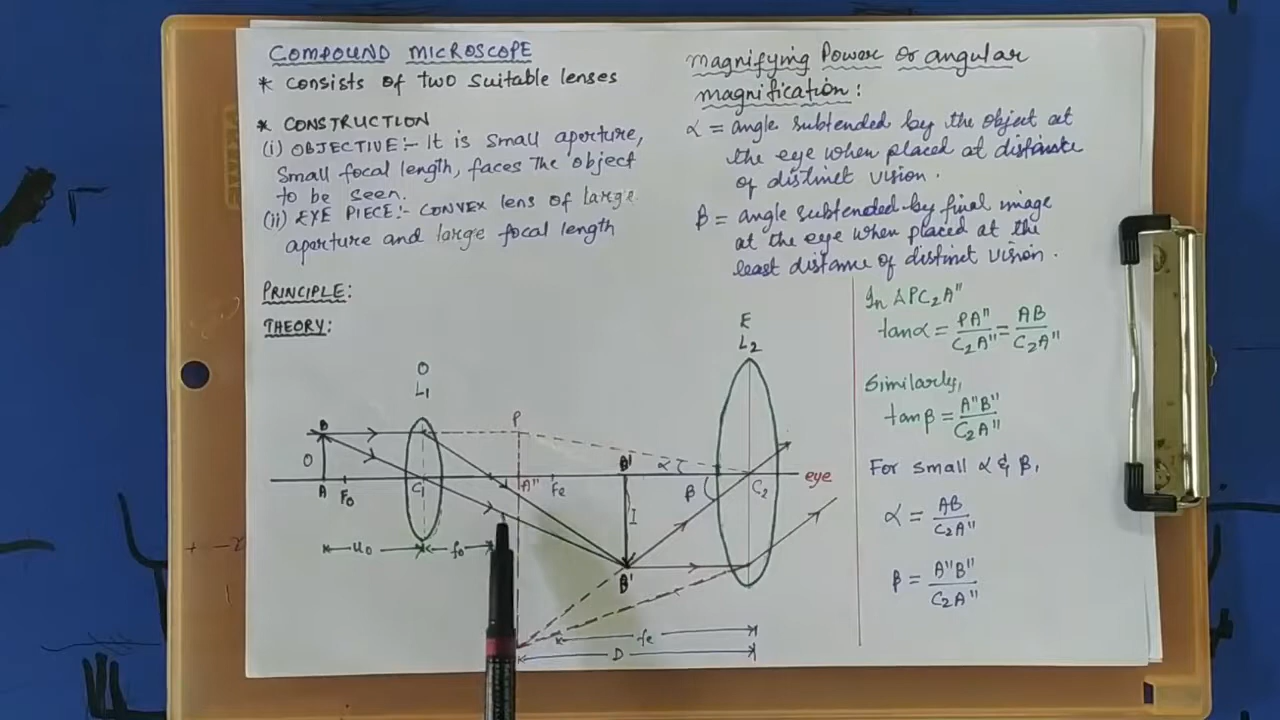 COMPOUND MICROSCOPE
* Consists of two suitable lenses
* CONSTRUCTION
(i) OBJECTIVE:- It is small aperture,
small focal length, faces the object
to be seen.
(ii) EYE PIECE:- Convex lens of large
aperture and large focal length
PRINCIPLE:
THEORY:
Magnifying Power or angular
magnification:
α = angle subtended by the object at
the eye when placed at distance
of distinct vision.
β = angle subtended by final image
at the eye when placed at the
least distance of distinct vision.
In ΔPC₂A"
tanα = PA"/C₂A" = AB/C₂A"
Similarly,
tanβ = A"B"/C₂A"
For small α & β,
α = AB/C₂A"
β = A"B"/C₂A"
E
L₂
O
L₁
B
P
O
B'
α
A
F₀
C₁
A"
Fe
β
C₂
eye
I
u₀
f₀
B'
fe
D